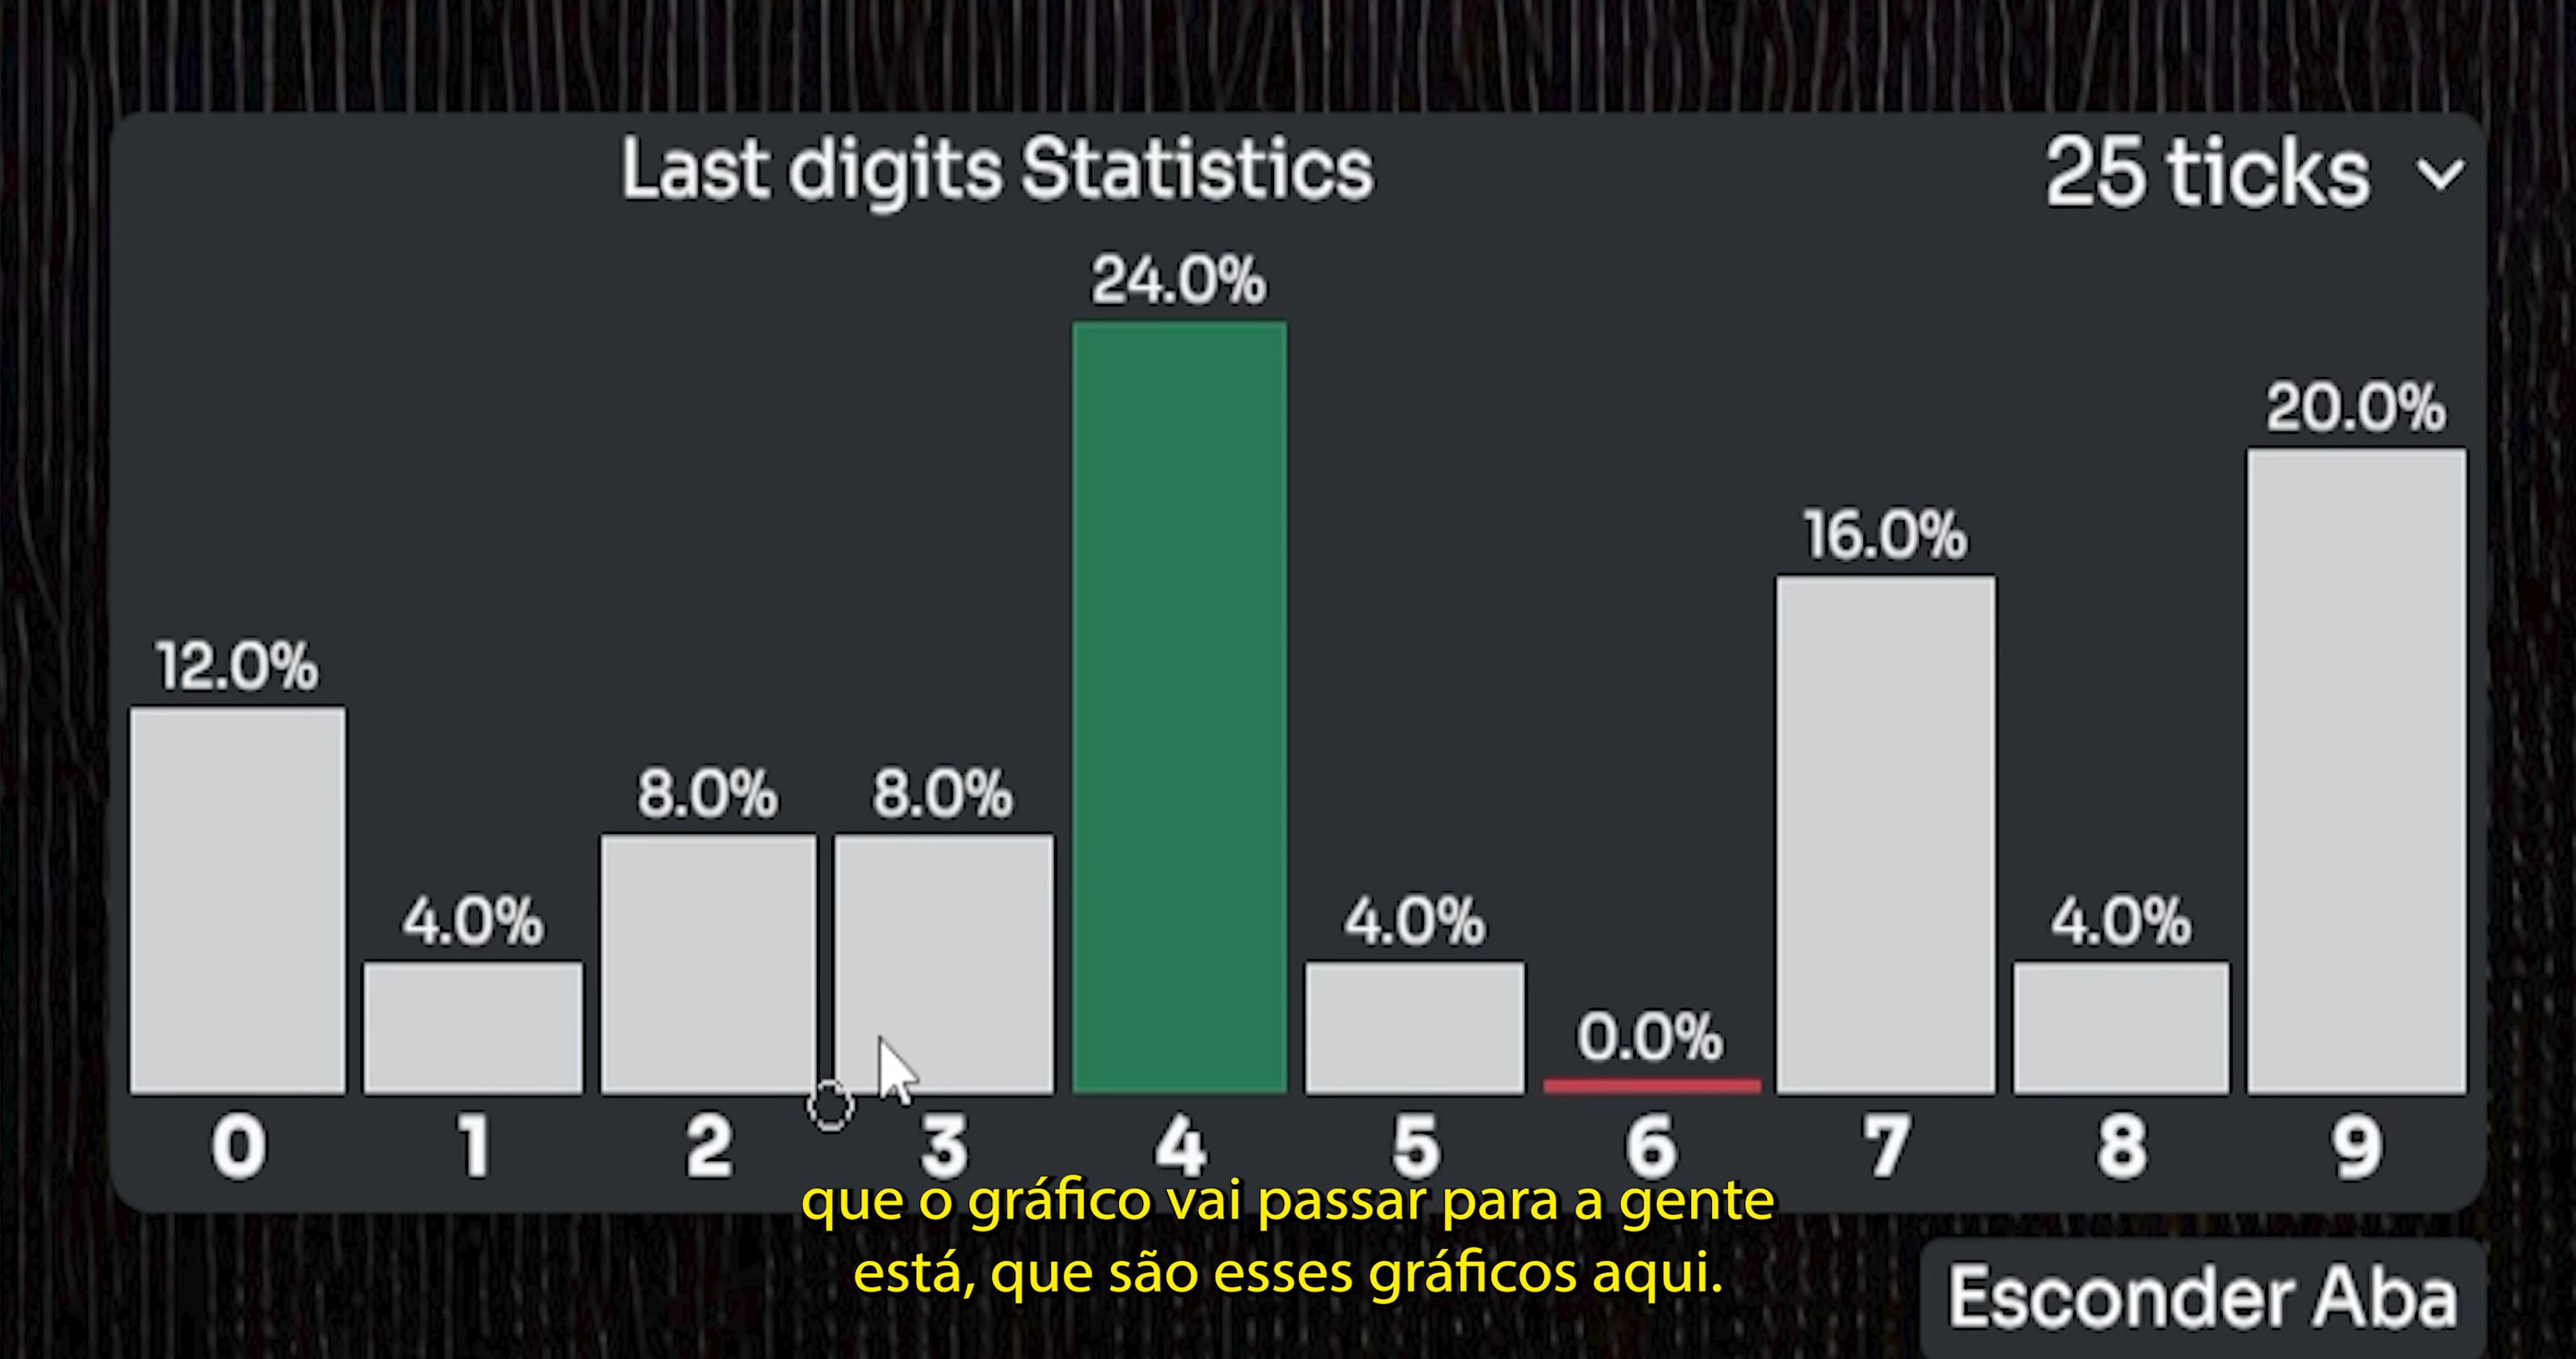 Last digits Statistics
25 ticks
24.0%
20.0%
16.0%
12.0%
8.0%
8.0%
4.0%
4.0%
4.0%
0.0%
0 1 2 3 4 5 6 7 8 9
que o gráfico vai passar para a gente
está, que são esses gráficos aqui.
Esconder Aba